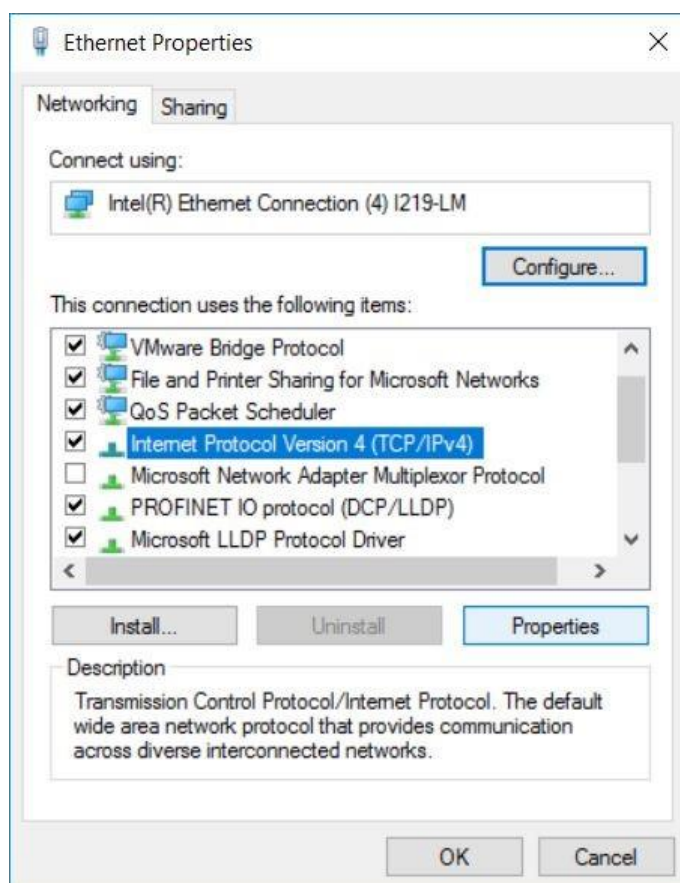 Ethernet Properties
Networking
Sharing
Connect using:
Intel(R) Ethernet Connection (4) I219-LM
Configure...
This connection uses the following items:
VMware Bridge Protocol
File and Printer Sharing for Microsoft Networks
QoS Packet Scheduler
Internet Protocol Version 4 (TCP/IPv4)
Microsoft Network Adapter Multiplexor Protocol
PROFINET IO protocol (DCP/LLDP)
Microsoft LLDP Protocol Driver
Install...
Uninstall
Properties
Description
Transmission Control Protocol/Internet Protocol. The default
wide area network protocol that provides communication
across diverse interconnected networks.
OK
Cancel